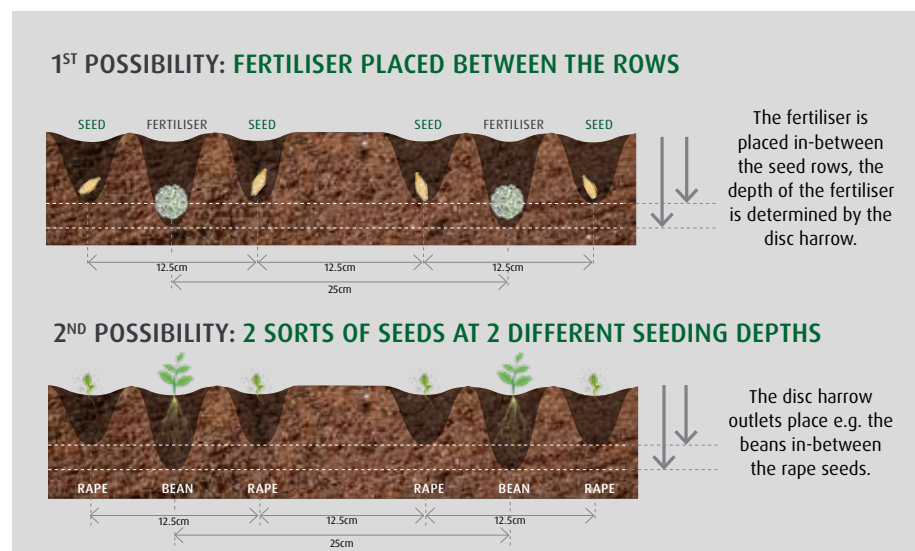 1ST POSSIBILITY: FERTILISER PLACED BETWEEN THE ROWS
SEED FERTILISER SEED SEED FERTILISER SEED
The fertiliser is
placed in-between
the seed rows, the
depth of the fertiliser
is determined by the
disc harrow.
12.5cm 12.5cm 12.5cm
25cm
2ND POSSIBILITY: 2 SORTS OF SEEDS AT 2 DIFFERENT SEEDING DEPTHS
The disc harrow
outlets place e.g. the
beans in-between
the rape seeds.
RAPE BEAN RAPE RAPE BEAN RAPE
12.5cm 12.5cm 12.5cm
25cm